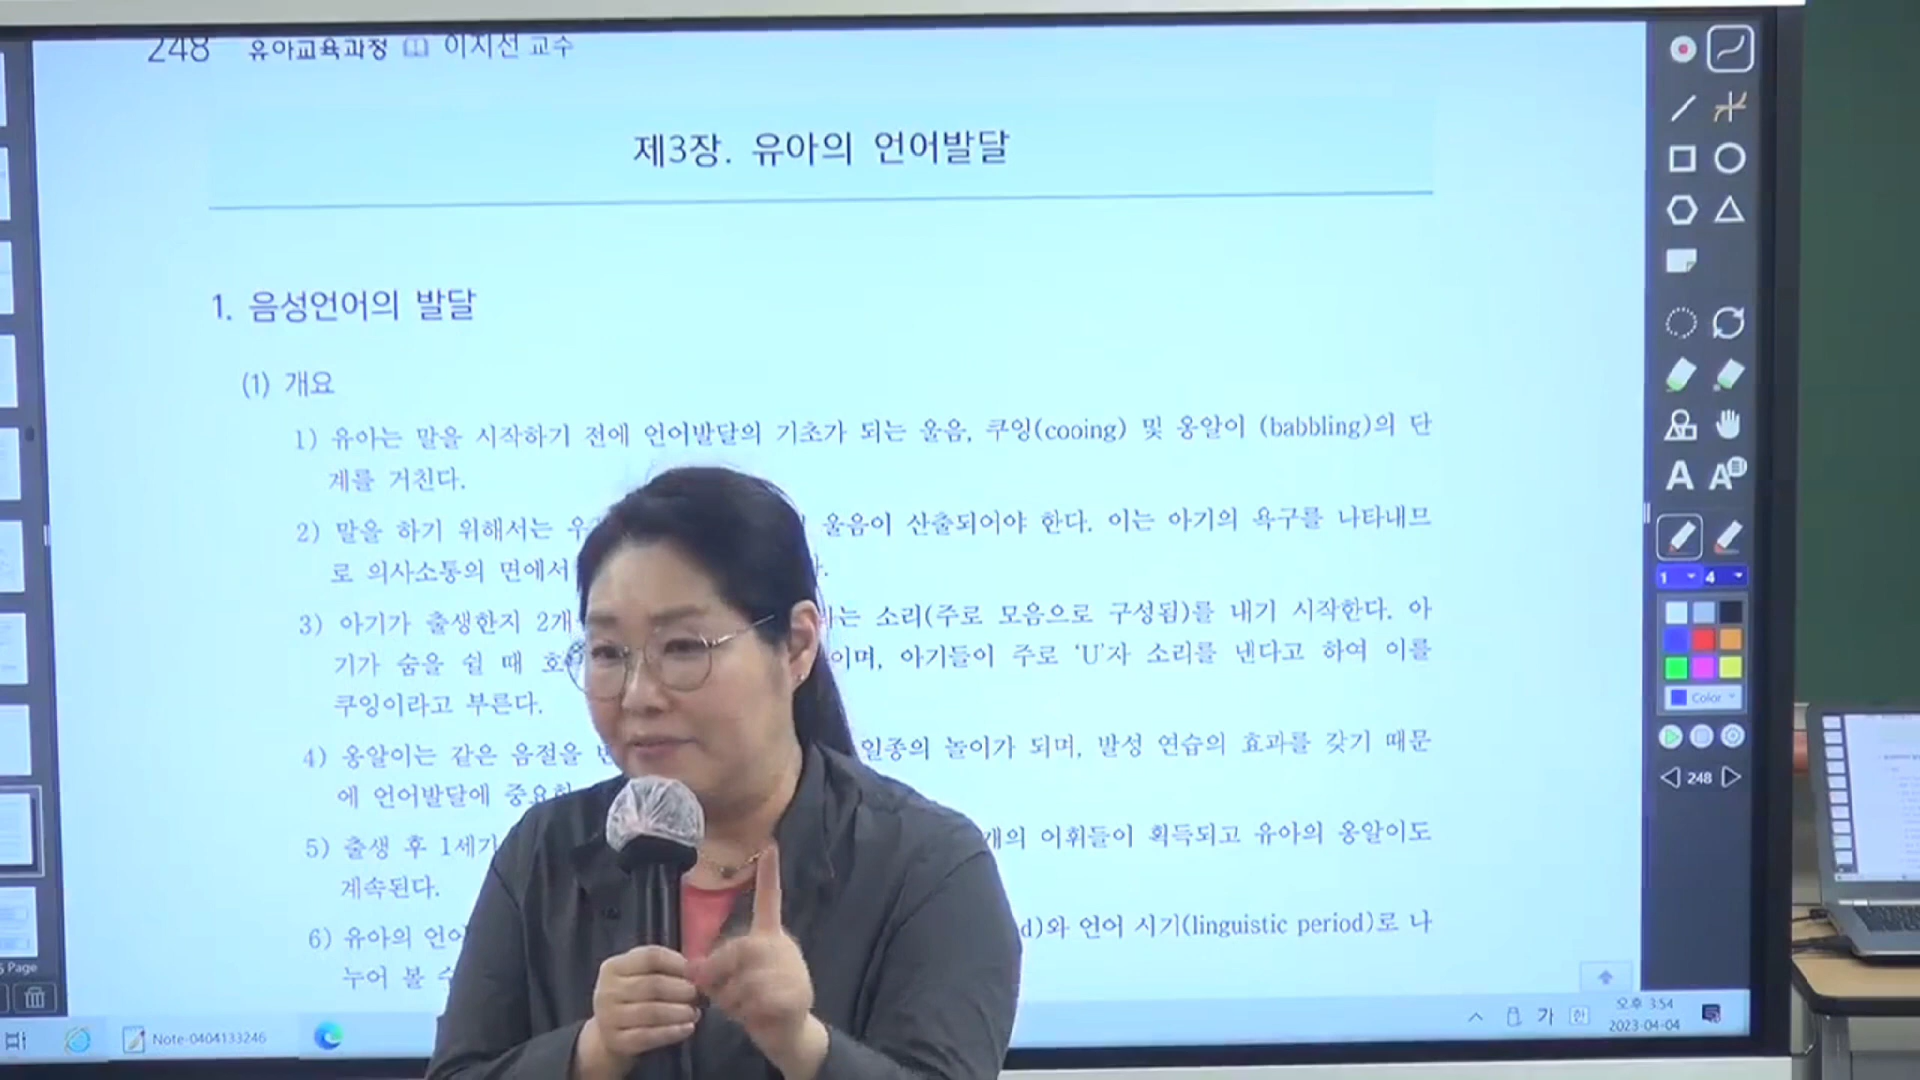 248 유아교육과정 이지선 교수
제3장. 유아의 언어발달
1. 음성언어의 발달
(1) 개요
1) 유아는 말을 시작하기 전에 언어발달의 기초가 되는 울음, 쿠잉(cooing) 및 옹알이 (babbling)의 단
계를 거친다.
2) 말을 하기 위해서는 울음이 산출되어야 한다. 이는 아기의 욕구를 나타내므
로 의사소통의 면에서
3) 아기가 출생한지 2개 는 소리(주로 모음으로 구성됨)를 내기 시작한다. 아
기가 숨을 쉴 때 호 이며, 아기들이 주로 ‘U’자 소리를 낸다고 하여 이를
쿠잉이라고 부른다.
4) 옹알이는 같은 음절을 일종의 놀이가 되며, 발성 연습의 효과를 갖기 때문
에 언어발달에 중요한
5) 출생 후 1세가 개의 어휘들이 획득되고 유아의 옹알이도
계속된다.
6) 유아의 언어 d)와 언어 시기(linguistic period)로 나
누어 볼 수
A A
1 4
Color
248
Page
Note-0404133246
가 한
오후 3:54
2023-04-04